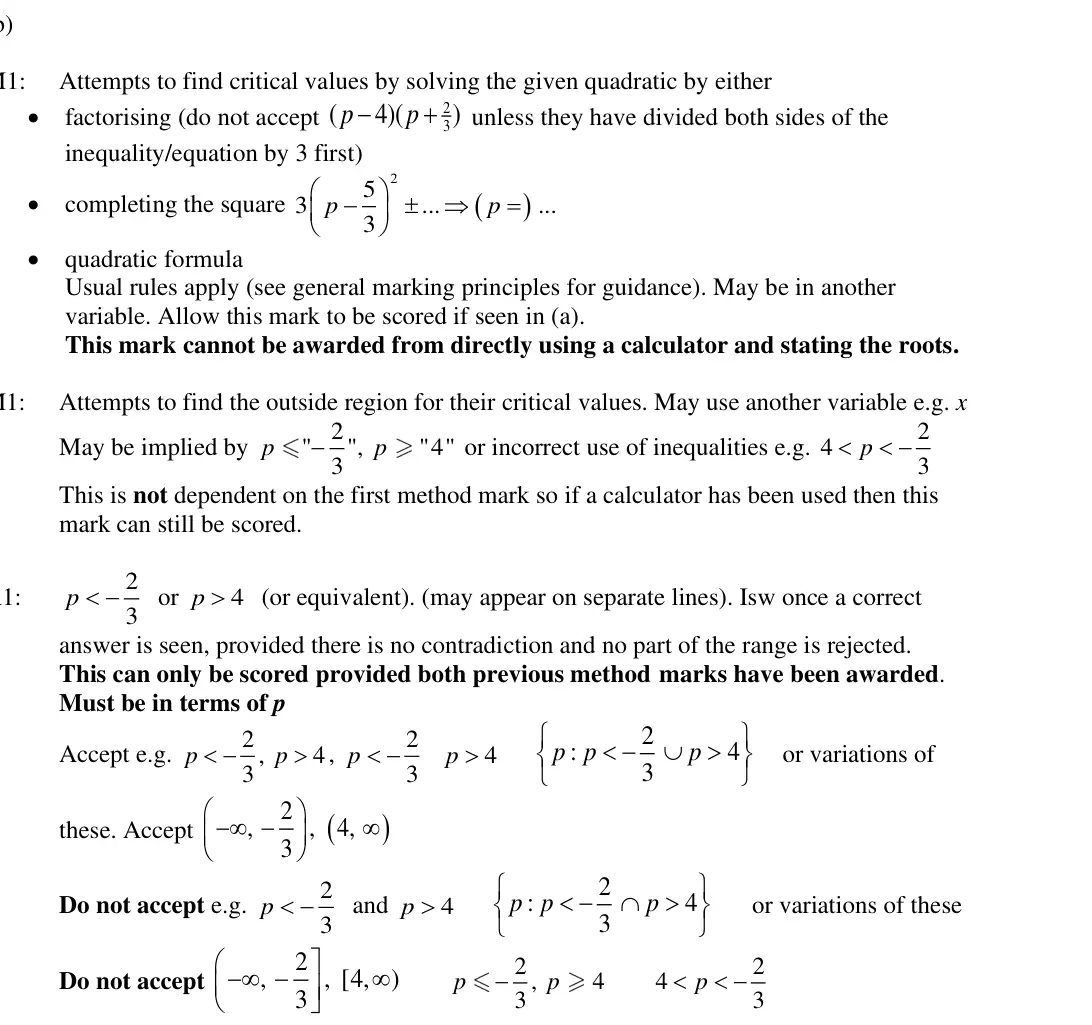 b)
M1: Attempts to find critical values by solving the given quadratic by either
• factorising (do not accept (p−4)(p+2/3) unless they have divided both sides of the
inequality/equation by 3 first)
• completing the square 3(p − 5/3)² ±... ⇒ (p =) ...
• quadratic formula
Usual rules apply (see general marking principles for guidance). May be in another
variable. Allow this mark to be scored if seen in (a).
This mark cannot be awarded from directly using a calculator and stating the roots.
M1: Attempts to find the outside region for their critical values. May use another variable e.g. x
May be implied by p ⩽ "−2/3", p ⩾ "4" or incorrect use of inequalities e.g. 4 < p < −2/3
This is not dependent on the first method mark so if a calculator has been used then this
mark can still be scored.
A1: p < −2/3 or p > 4 (or equivalent). (may appear on separate lines). Isw once a correct
answer is seen, provided there is no contradiction and no part of the range is rejected.
This can only be scored provided both previous method marks have been awarded.
Must be in terms of p
Accept e.g. p < −2/3, p > 4, p < −2/3 p > 4 {p : p < −2/3 ∪ p > 4} or variations of
these. Accept (−∞, −2/3), (4, ∞)
Do not accept e.g. p < −2/3 and p > 4 {p : p < −2/3 ∩ p > 4} or variations of these
Do not accept (−∞, −2/3], [4, ∞) p ⩽ −2/3, p ⩾ 4 4 < p < −2/3